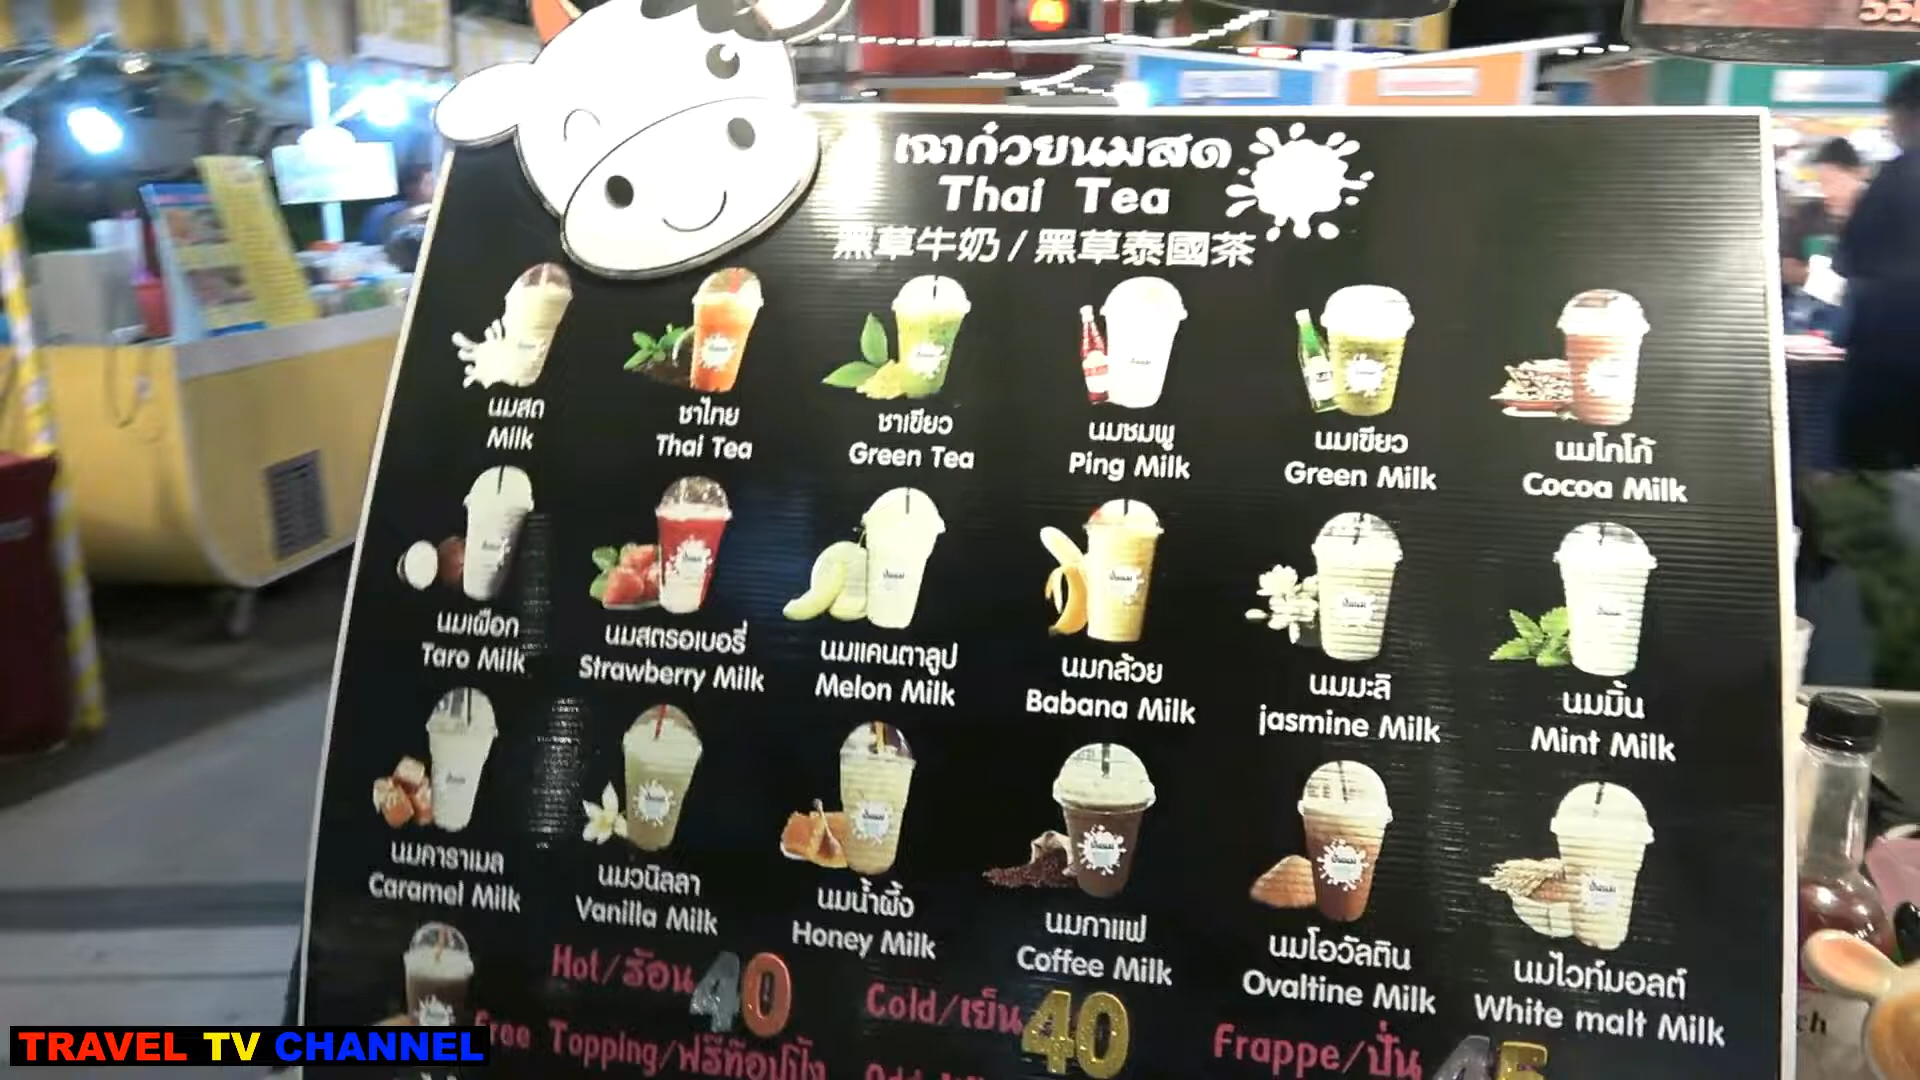 เฉาก๊วยนมสด
Thai Tea
黑草牛奶 / 黑草泰國茶
นมสด
Milk
ชาไทย
Thai Tea
ชาเขียว
Green Tea
นมชมพู
Ping Milk
นมเขียว
Green Milk
นมโกโก้
Cocoa Milk
นมเผือก
Taro Milk
นมสตรอเบอรี่
Strawberry Milk
นมแคนตาลูป
Melon Milk
นมกล้วย
Babana Milk
นมมะลิ
jasmine Milk
นมมิ้น
Mint Milk
นมคาราเมล
Caramel Milk
นมวนิลลา
Vanilla Milk
นมน้ำผึ้ง
Honey Milk
นมกาแฟ
Coffee Milk
นมโอวัลติน
Ovaltine Milk
นมไวท์มอลต์
White malt Milk
Hot/ร้อน 40
Cold/เย็น 40
Frappe/ปั่น 45
Free Topping/ฟรีท๊อปปิ้ง
TRAVEL TV CHANNEL